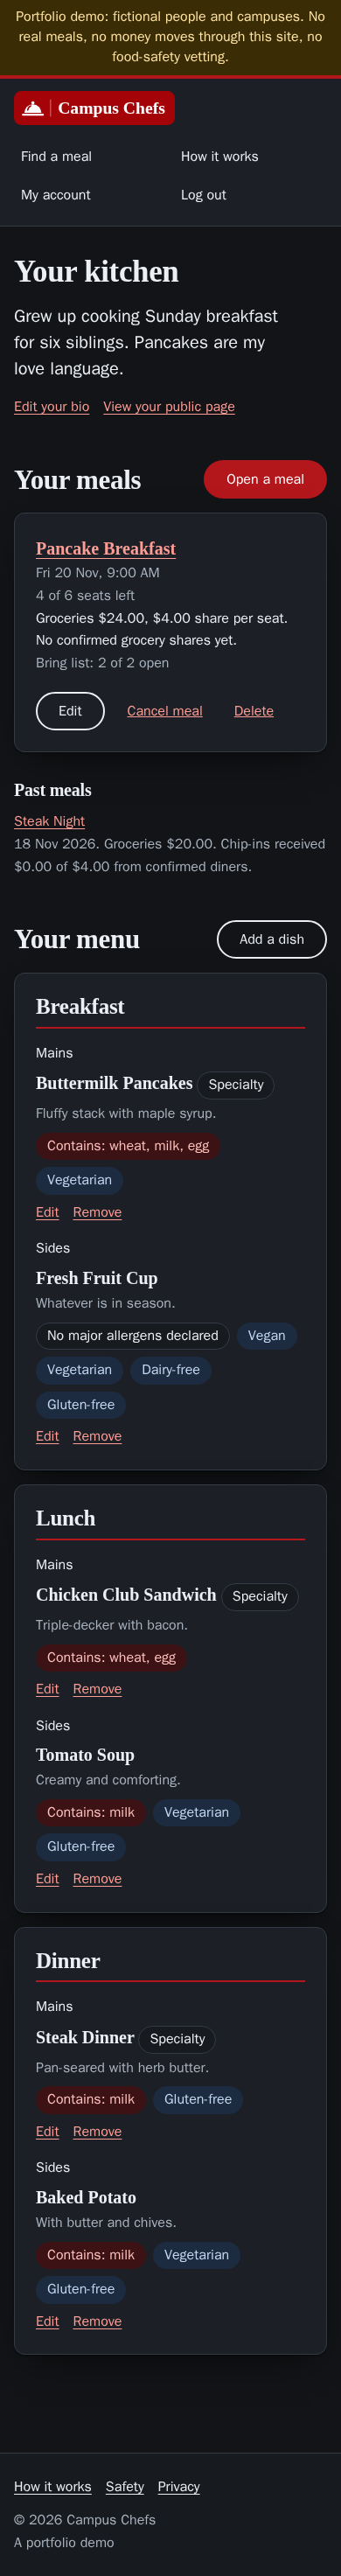 Portfolio demo: fictional people and campuses. No
real meals, no money moves through this site, no
food-safety vetting.
Campus Chefs
Find a meal
How it works
My account
Log out
Your kitchen
Grew up cooking Sunday breakfast
for six siblings. Pancakes are my
love language.
Edit your bio View your public page
Your meals
Open a meal
Pancake Breakfast
Fri 20 Nov, 9:00 AM
4 of 6 seats left
Groceries $24.00, $4.00 share per seat.
No confirmed grocery shares yet.
Bring list: 2 of 2 open
Edit Cancel meal Delete
Past meals
Steak Night
18 Nov 2026. Groceries $20.00. Chip-ins received
$0.00 of $4.00 from confirmed diners.
Your menu
Add a dish
Breakfast
Mains
Buttermilk Pancakes Specialty
Fluffy stack with maple syrup.
Contains: wheat, milk, egg
Vegetarian
Edit Remove
Sides
Fresh Fruit Cup
Whatever is in season.
No major allergens declared Vegan
Vegetarian Dairy-free
Gluten-free
Edit Remove
Lunch
Mains
Chicken Club Sandwich Specialty
Triple-decker with bacon.
Contains: wheat, egg
Edit Remove
Sides
Tomato Soup
Creamy and comforting.
Contains: milk Vegetarian
Gluten-free
Edit Remove
Dinner
Mains
Steak Dinner Specialty
Pan-seared with herb butter.
Contains: milk Gluten-free
Edit Remove
Sides
Baked Potato
With butter and chives.
Contains: milk Vegetarian
Gluten-free
Edit Remove
How it works Safety Privacy
© 2026 Campus Chefs
A portfolio demo